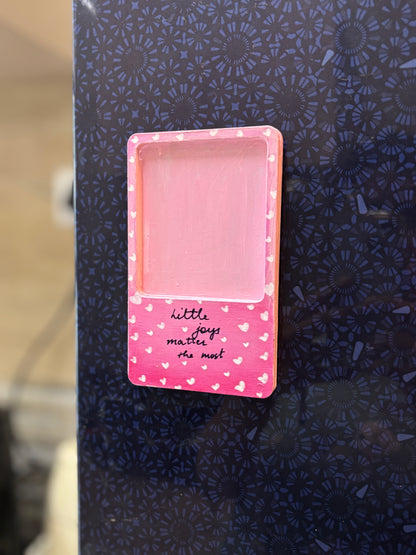 Little
joys
matter
the most